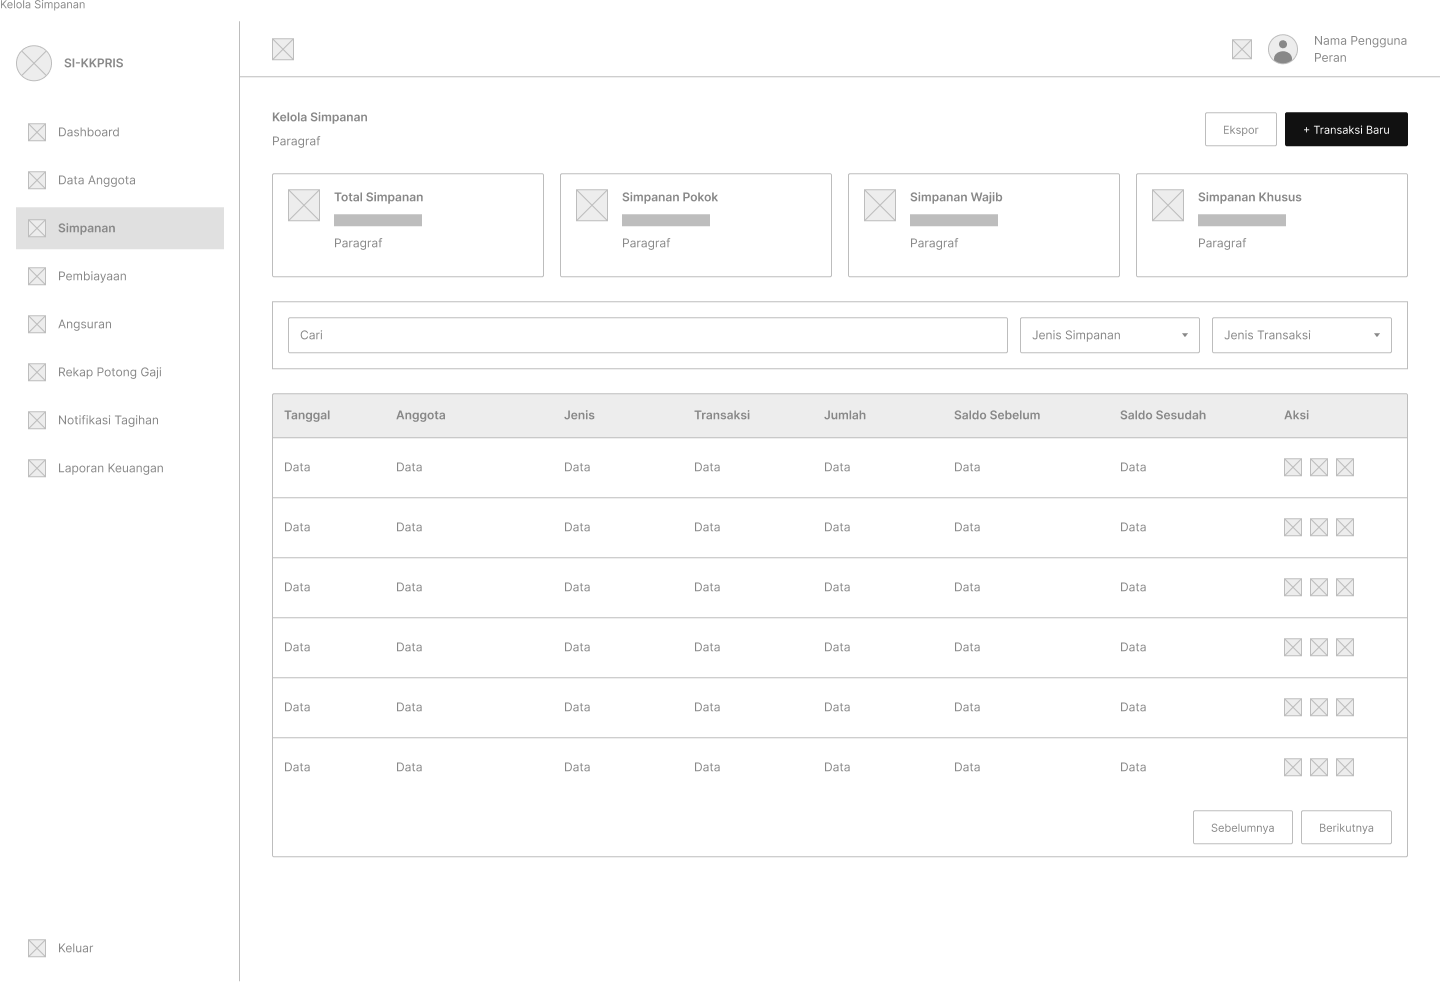 Kelola Simpanan
SI-KKPRIS
Nama Pengguna
Peran
Dashboard
Data Anggota
Simpanan
Pembiayaan
Angsuran
Rekap Potong Gaji
Notifikasi Tagihan
Laporan Keuangan
Keluar
Kelola Simpanan
Paragraf
Ekspor
+ Transaksi Baru
Total Simpanan
Paragraf
Simpanan Pokok
Paragraf
Simpanan Wajib
Paragraf
Simpanan Khusus
Paragraf
Cari
Jenis Simpanan
Jenis Transaksi
Tanggal Anggota Jenis Transaksi Jumlah Saldo Sebelum Saldo Sesudah Aksi
Data Data Data Data Data Data Data
Data Data Data Data Data Data Data
Data Data Data Data Data Data Data
Data Data Data Data Data Data Data
Data Data Data Data Data Data Data
Data Data Data Data Data Data Data
Sebelumnya
Berikutnya